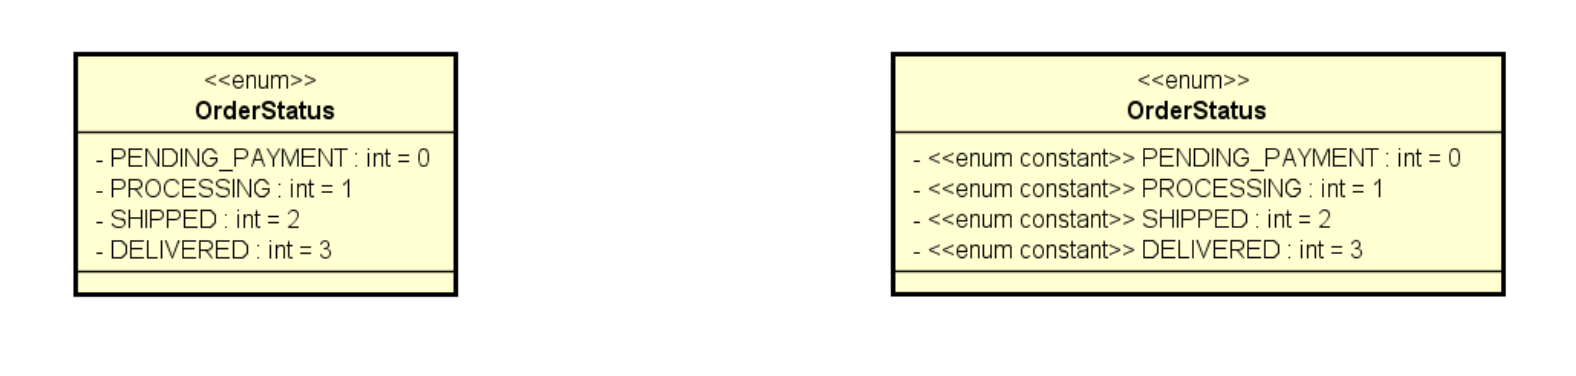 <<enum>>
OrderStatus
- PENDING_PAYMENT : int = 0
- PROCESSING : int = 1
- SHIPPED : int = 2
- DELIVERED : int = 3
<<enum>>
OrderStatus
- <<enum constant>> PENDING_PAYMENT : int = 0
- <<enum constant>> PROCESSING : int = 1
- <<enum constant>> SHIPPED : int = 2
- <<enum constant>> DELIVERED : int = 3